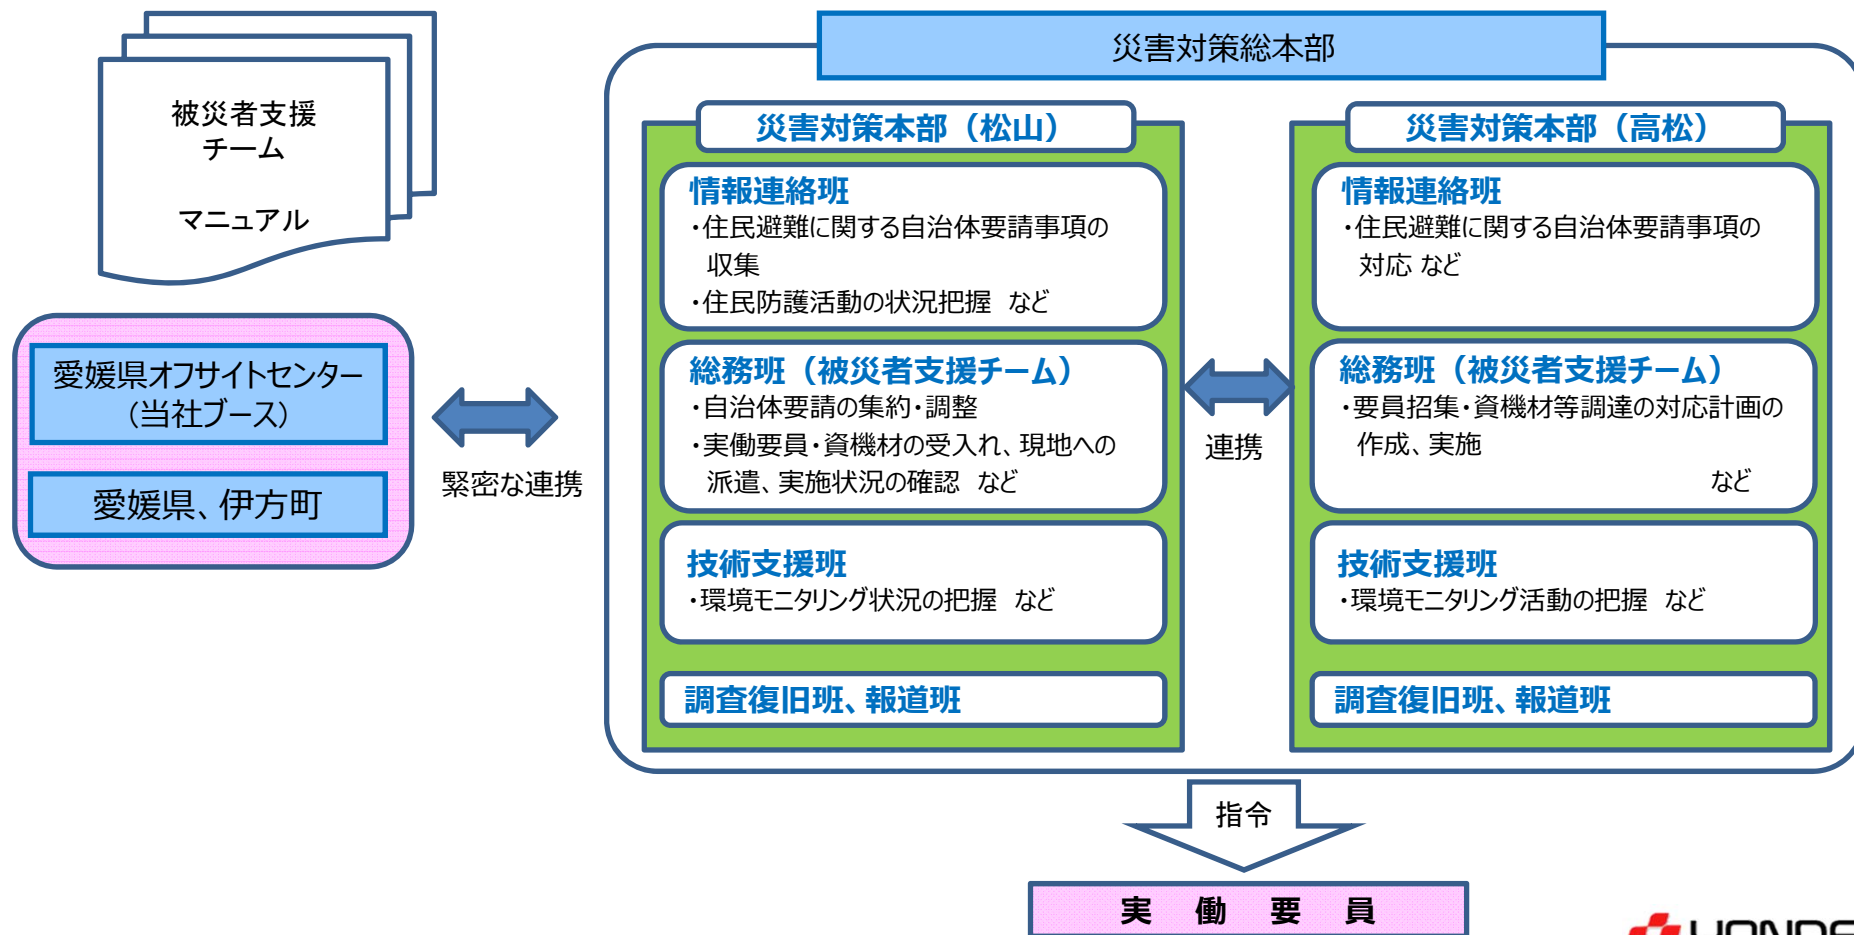 被災者支援
チーム
マニュアル
愛媛県オフサイトセンター
(当社ブース)
愛媛県、伊方町
緊密な連携
災害対策総本部
災害対策本部（松山）
情報連絡班
・住民避難に関する自治体要請事項の
収集
・住民防護活動の状況把握 など
総務班（被災者支援チーム）
・自治体要請の集約・調整
・実働要員・資機材の受入れ、現地への
派遣、実施状況の確認 など
技術支援班
・環境モニタリング状況の把握 など
調査復旧班、報道班
連携
災害対策本部（高松）
情報連絡班
・住民避難に関する自治体要請事項の
対応 など
総務班（被災者支援チーム）
・要員招集・資機材等調達の対応計画の
作成、実施
など
技術支援班
・環境モニタリング活動の把握 など
調査復旧班、報道班
指令
実 働 要 員